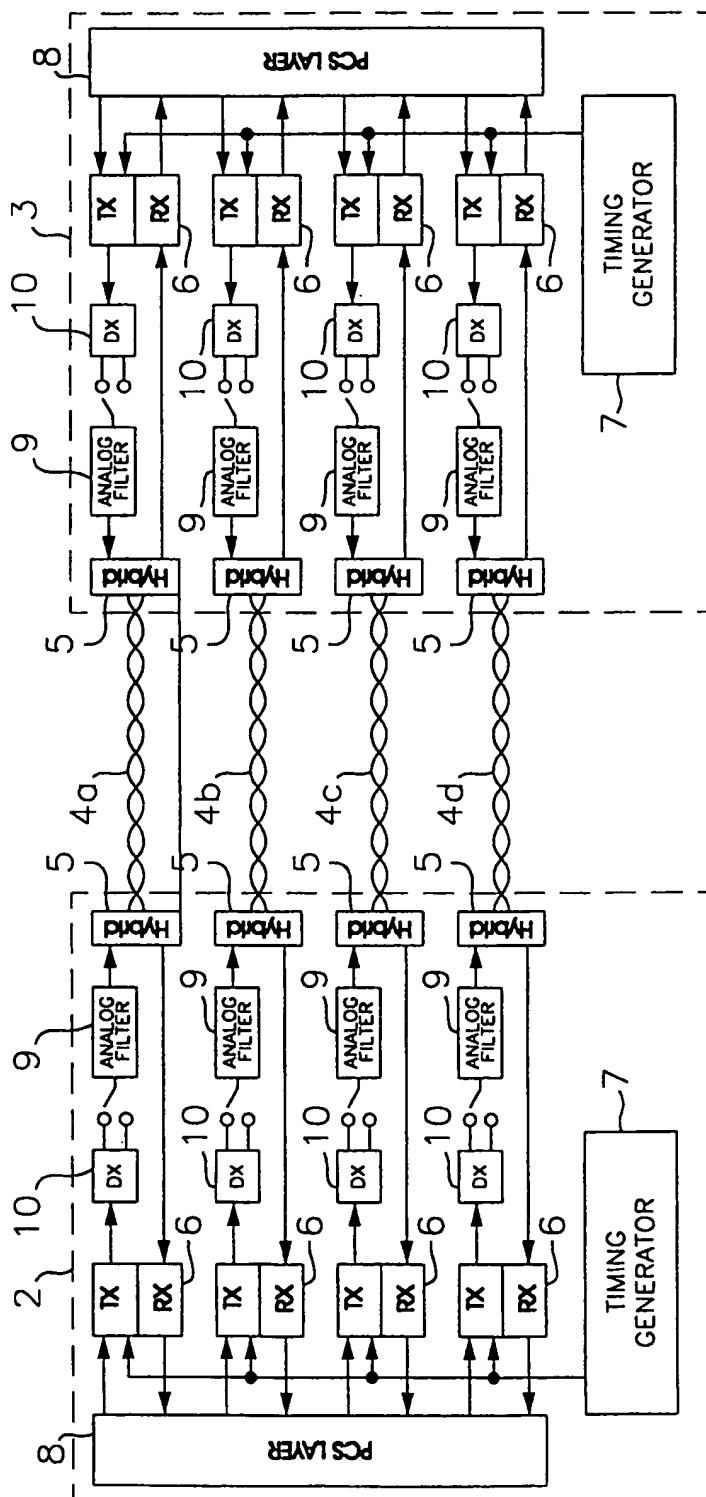 8
2
10
9
5
4a
5
9
10
3
8
PCS LAYER
TX
RX
6
DX
ANALOG
FILTER
Hybrid
Hybrid
ANALOG
FILTER
DX
TX
RX
6
PCS LAYER
TX
RX
6
10
DX
9
ANALOG
FILTER
5
Hybrid
4b
5
Hybrid
9
ANALOG
FILTER
10
DX
TX
RX
6
TX
RX
6
10
DX
9
ANALOG
FILTER
5
Hybrid
4c
5
Hybrid
9
ANALOG
FILTER
10
DX
TX
RX
6
TX
RX
6
10
DX
9
ANALOG
FILTER
5
Hybrid
4d
5
Hybrid
9
ANALOG
FILTER
10
DX
TX
RX
6
TIMING
GENERATOR
7
7
TIMING
GENERATOR